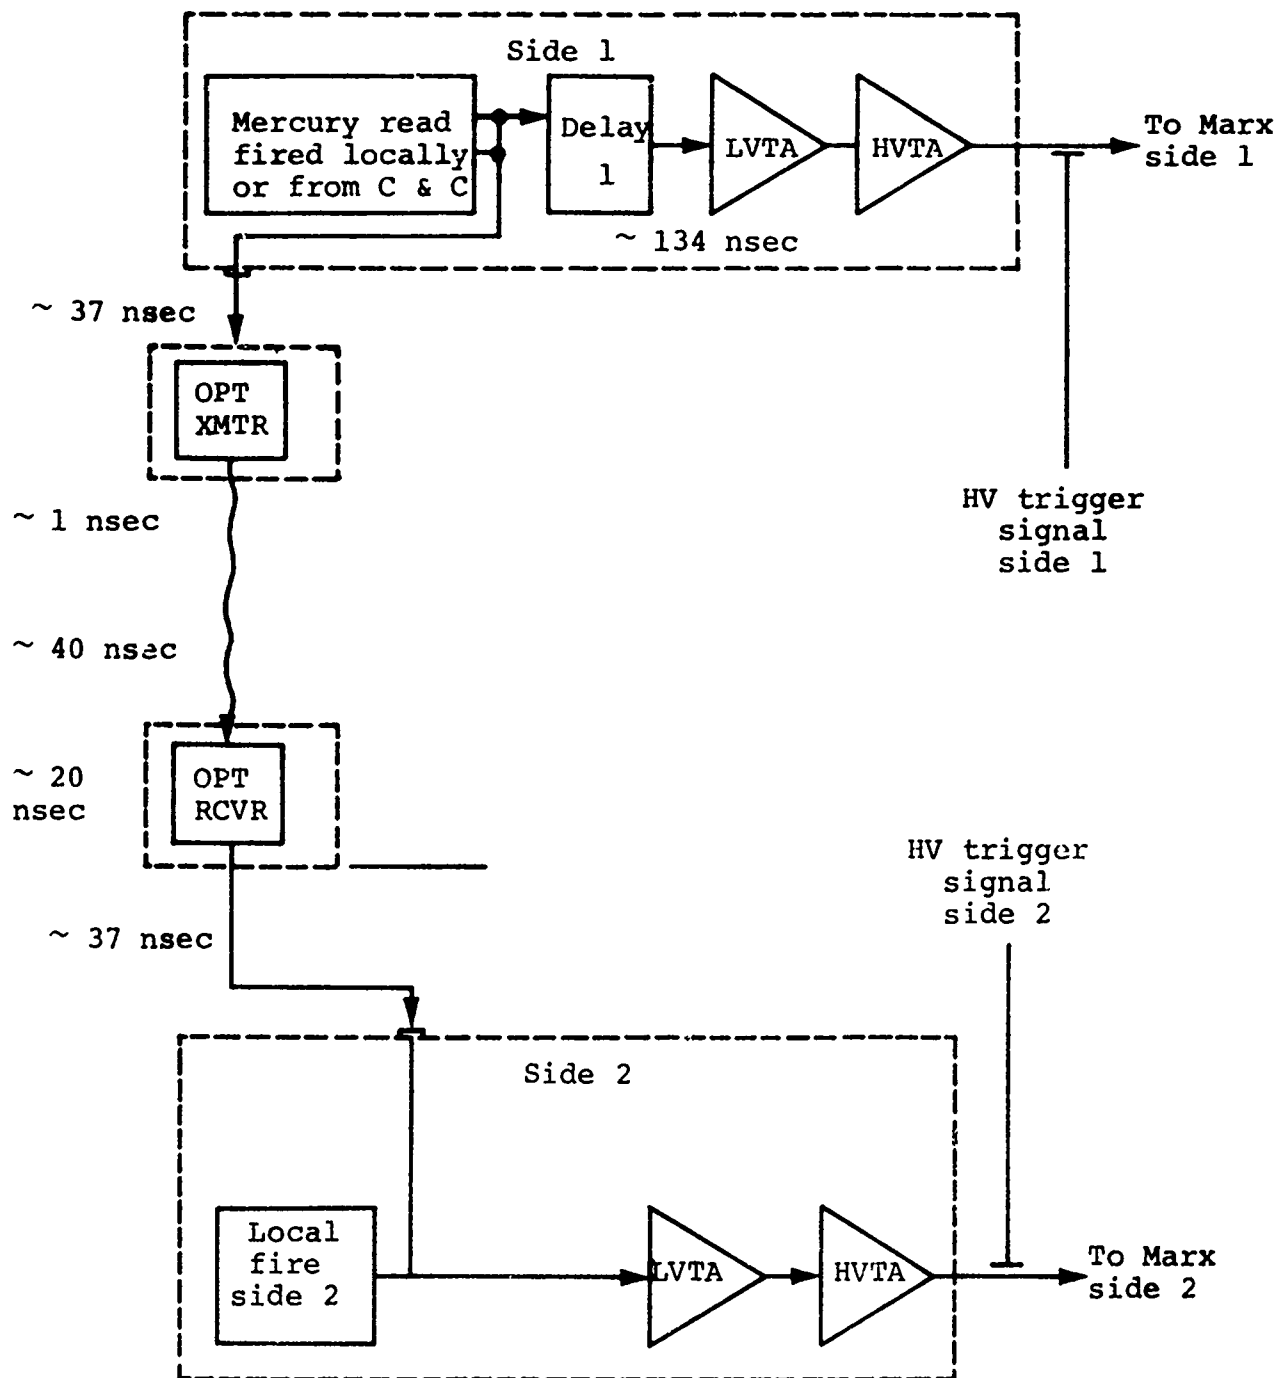 Side 1
Mercury read
fired locally
or from C & C
Delay
1
LVTA
HVTA
To Marx
side 1
~ 134 nsec
~ 37 nsec
OPT
XMTR
~ 1 nsec
HV trigger
signal
side 1
~ 40 nsec
~ 20
nsec
OPT
RCVR
HV trigger
signal
side 2
~ 37 nsec
Side 2
Local
fire
side 2
LVTA
HVTA
To Marx
side 2